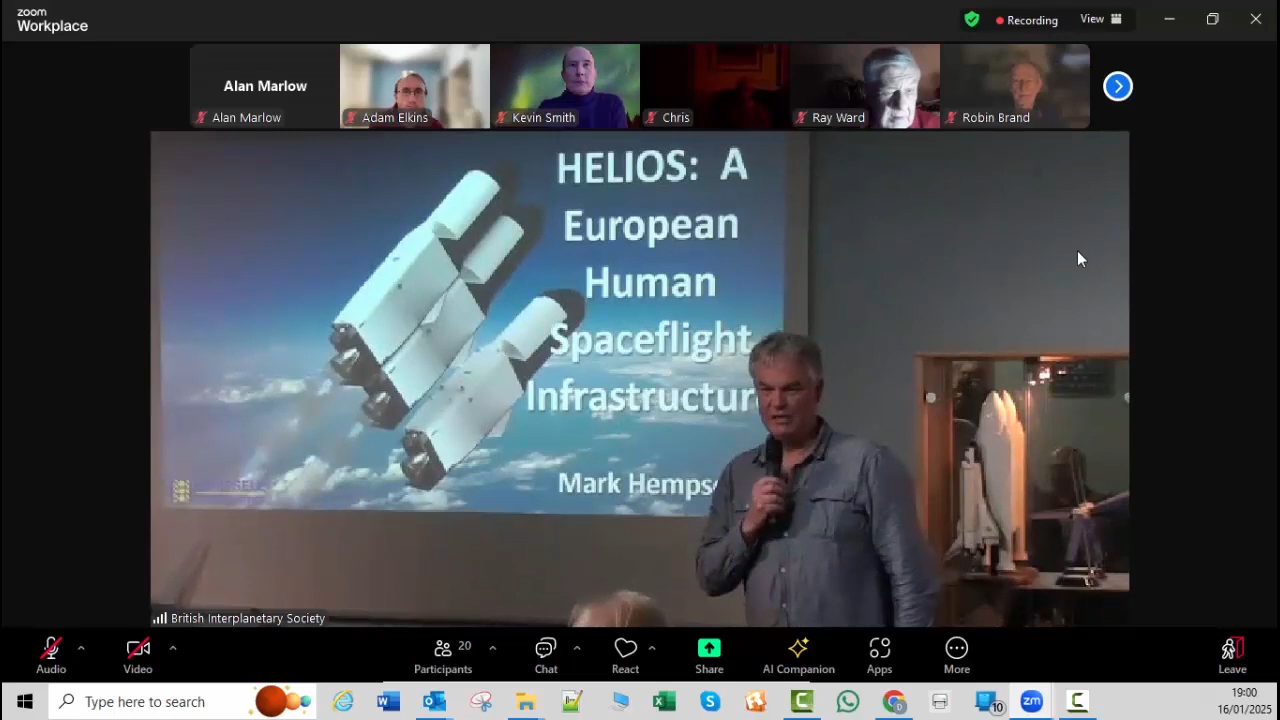 zoom
Workplace
Recording
View
Alan Marlow
Alan Marlow
Adam Elkins
Kevin Smith
Chris
Ray Ward
Robin Brand
HELIOS: A
European
Human
Spaceflight
Infrastructur
Mark Hemps
British Interplanetary Society
Audio
Video
20
Participants
Chat
React
Share
AI Companion
Apps
More
Leave
Type here to search
10
zm
19:00
16/01/2025